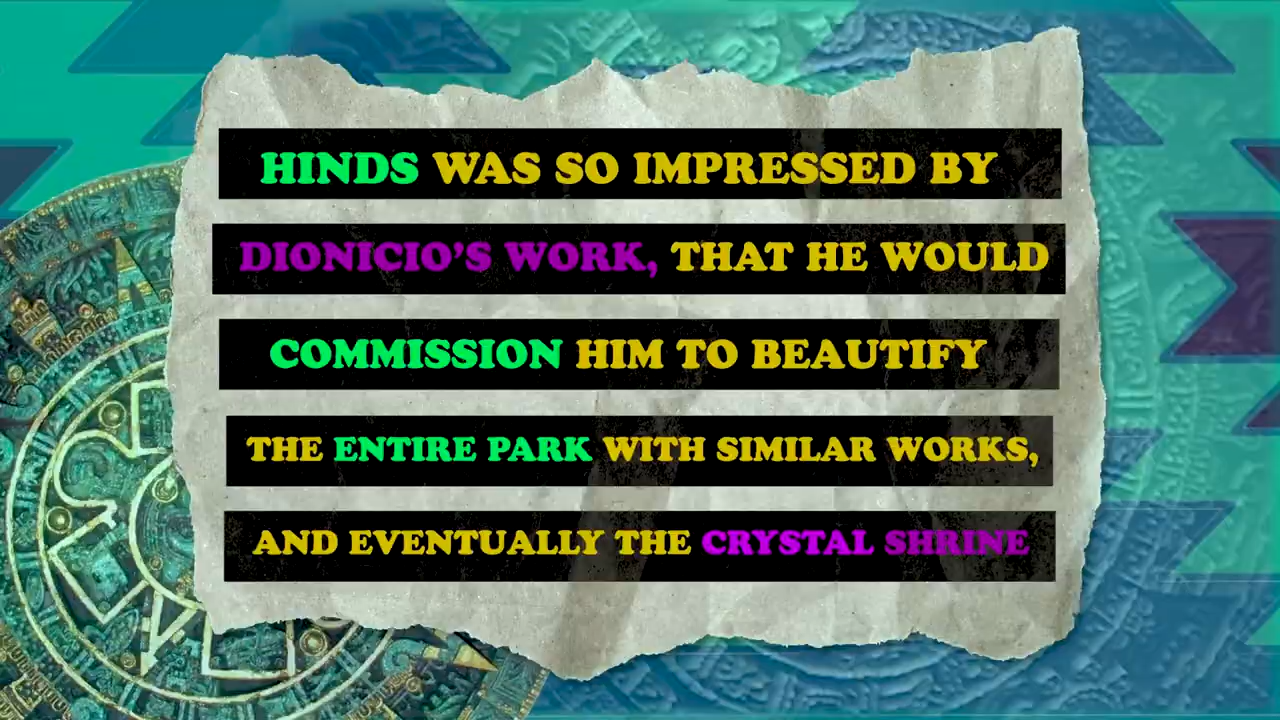 HINDS WAS SO IMPRESSED BY
DIONICIO’S WORK, THAT HE WOULD
COMMISSION HIM TO BEAUTIFY
THE ENTIRE PARK WITH SIMILAR WORKS,
AND EVENTUALLY THE CRYSTAL SHRINE